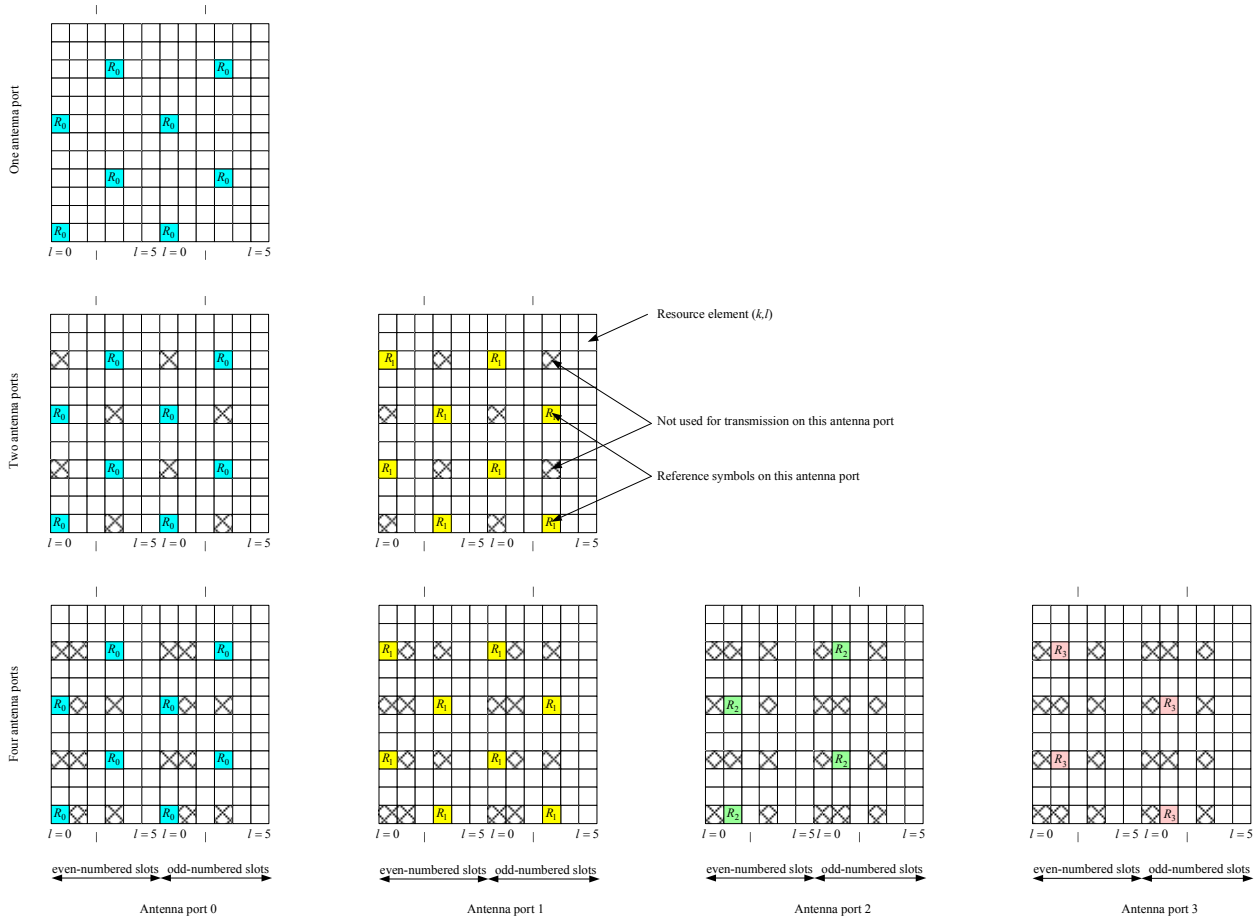 One antenna port
R0 R0
R0 R0
R0 R0
R0 R0
l = 0 l = 5 l = 0 l = 5
Two antenna ports
Resource element (k,l)
R0 R0 R1 R1
R0 R0 R1 R1
Not used for transmission on this antenna port
R0 R0 R1 R1
Reference symbols on this antenna port
R0 R0 R1 R1
l = 0 l = 5 l = 0 l = 5 l = 0 l = 5 l = 0 l = 5
Four antenna ports
R0 R0 R1 R1 R2 R3
R0 R0 R1 R1 R2 R3
R0 R0 R1 R1 R2 R3
R0 R0 R1 R1 R2 R3
l = 0 l = 5 l = 0 l = 5 l = 0 l = 5 l = 0 l = 5 l = 0 l = 5 l = 0 l = 5 l = 0 l = 5 l = 0 l = 5
even-numbered slots odd-numbered slots even-numbered slots odd-numbered slots even-numbered slots odd-numbered slots even-numbered slots odd-numbered slots
Antenna port 0 Antenna port 1 Antenna port 2 Antenna port 3